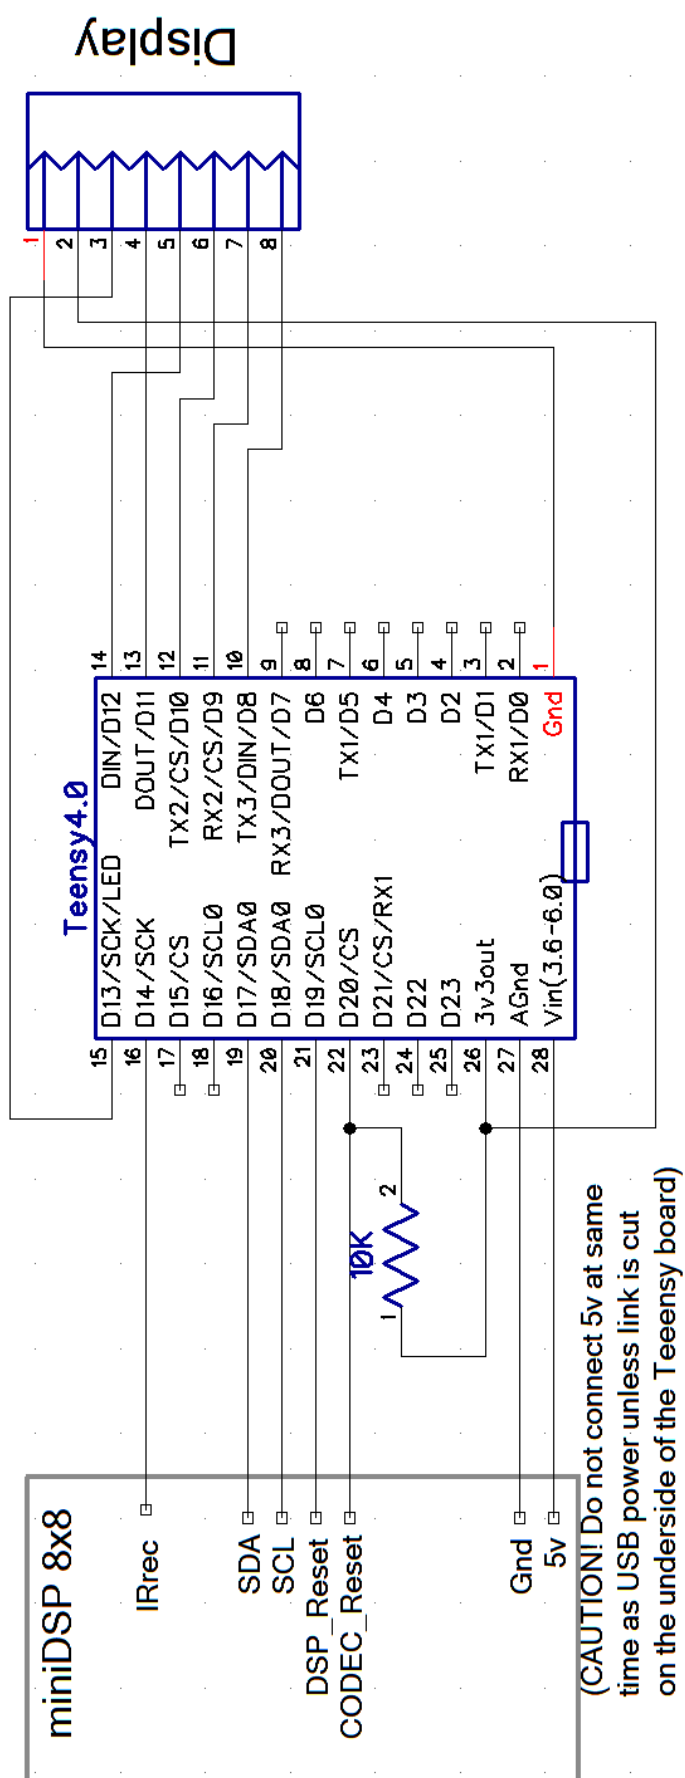 Display
1
2
3
4
5
6
7
8
Teensy4.0
14
13
12
11
10
9
8
7
6
5
4
3
2
1
DIN/D12
DOUT/D11
TX2/CS/D10
RX2/CS/D9
TX3/DIN/D8
RX3/DOUT/D7
D6
TX1/D5
D4
D3
D2
TX1/D1
RX1/D0
Gnd
D13/SCK/LED
D14/SCK
D15/CS
D16/SCL0
D17/SDA0
D18/SDA0
D19/SCL0
D20/CS
D21/CS/RX1
D22
D23
3v3out
AGnd
Vin(3.6-6.0)
15
16
17
18
19
20
21
22
23
24
25
26
27
28
10K
2
1
miniDSP 8x8
IRrec
SDA
SCL
DSP_Reset
CODEC_Reset
Gnd
5v
(CAUTION! Do not connect 5v at same
time as USB power unless link is cut
on the underside of the Teeensy board)